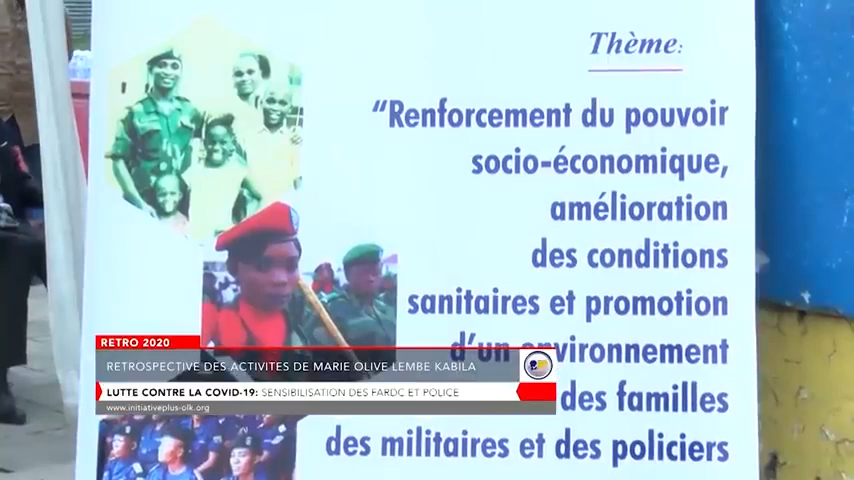 Thème:
“Renforcement du pouvoir
socio-économique,
amélioration
des conditions
sanitaires et promotion
d’un environnement
des familles
des militaires et des policiers
RETRO 2020
RETROSPECTIVE DES ACTIVITES DE MARIE OLIVE LEMBE KABILA
LUTTE CONTRE LA COVID-19: SENSIBILISATION DES FARDC ET POLICE
www.initiativeplus-olk.org